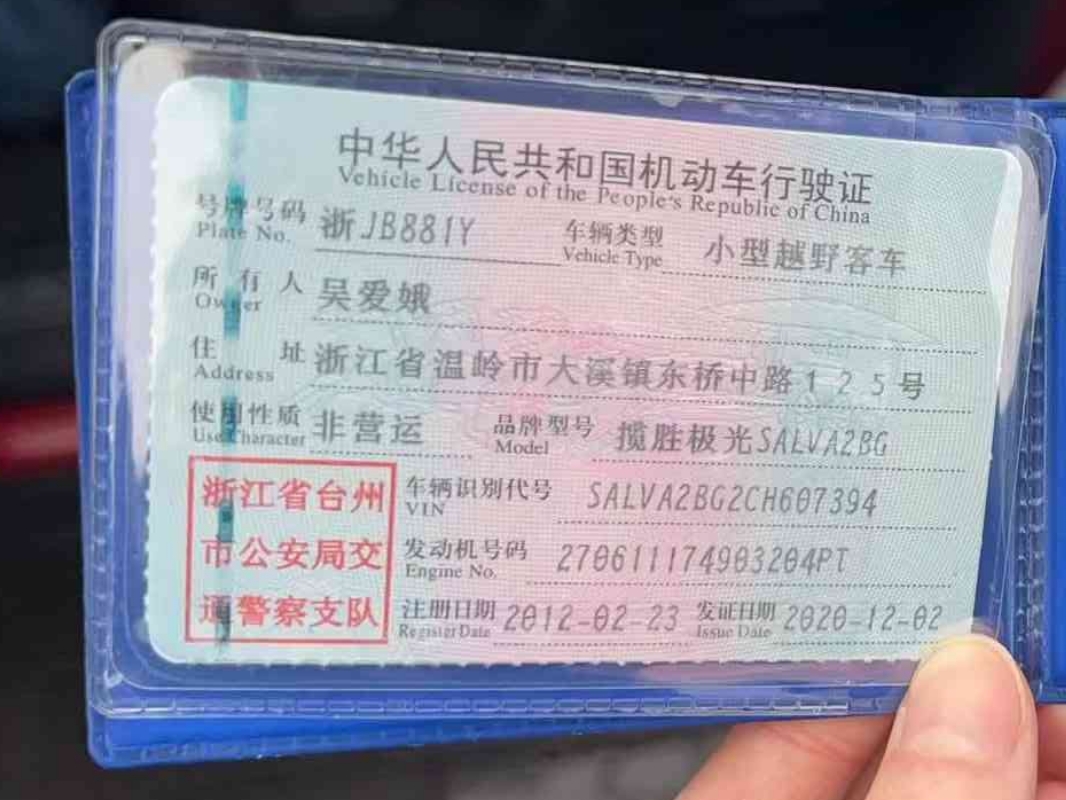 中华人民共和国机动车行驶证
Vehicle License of the People's Republic of China
号牌号码 浙JB881Y 车辆类型 小型越野客车
Plate No. Vehicle Type
所有人 吴爱娥
Owner
住址 浙江省温岭市大溪镇东桥中路125号
Address
使用性质 非营运 品牌型号 揽胜极光SALVA2BG
Use Character Model
浙江省台州
市公安局交
通警察支队
车辆识别代号 SALVA2BG2CH607394
VIN
发动机号码 270611174903204PT
Engine No.
注册日期 2012-02-23 发证日期 2020-12-02
Register Date Issue Date